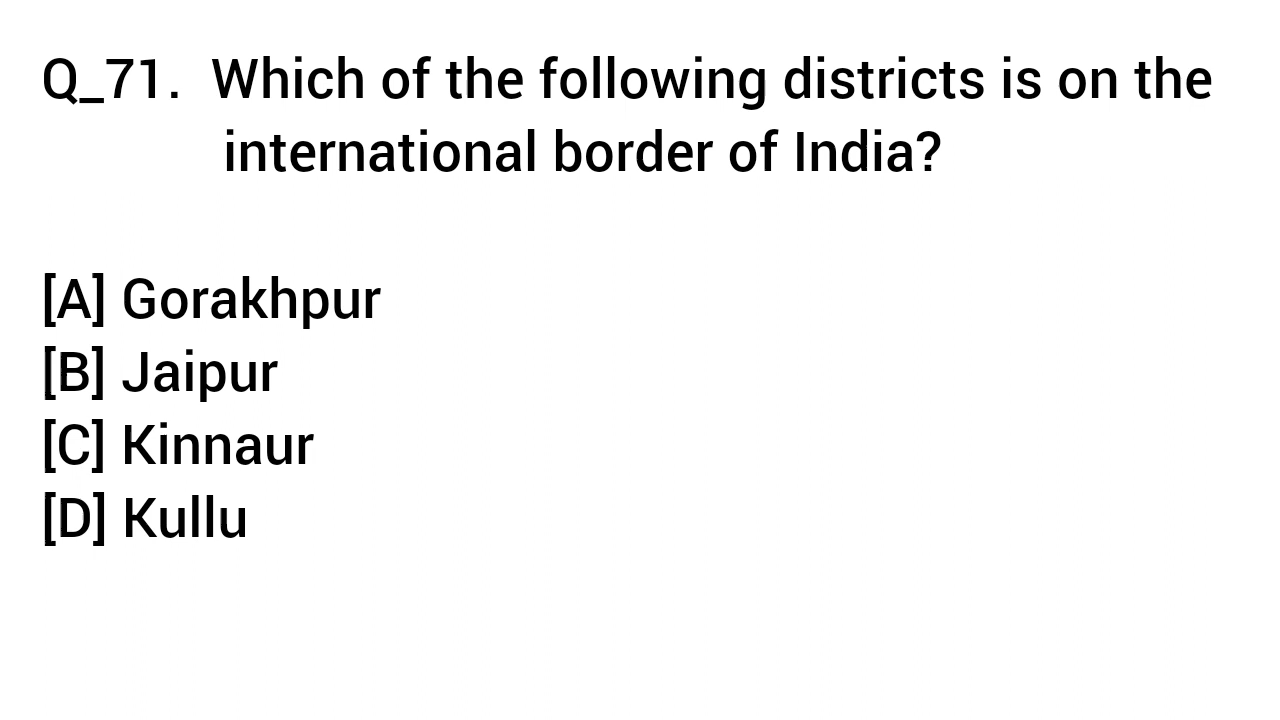 Q_71. Which of the following districts is on the
international border of India?
[A] Gorakhpur
[B] Jaipur
[C] Kinnaur
[D] Kullu